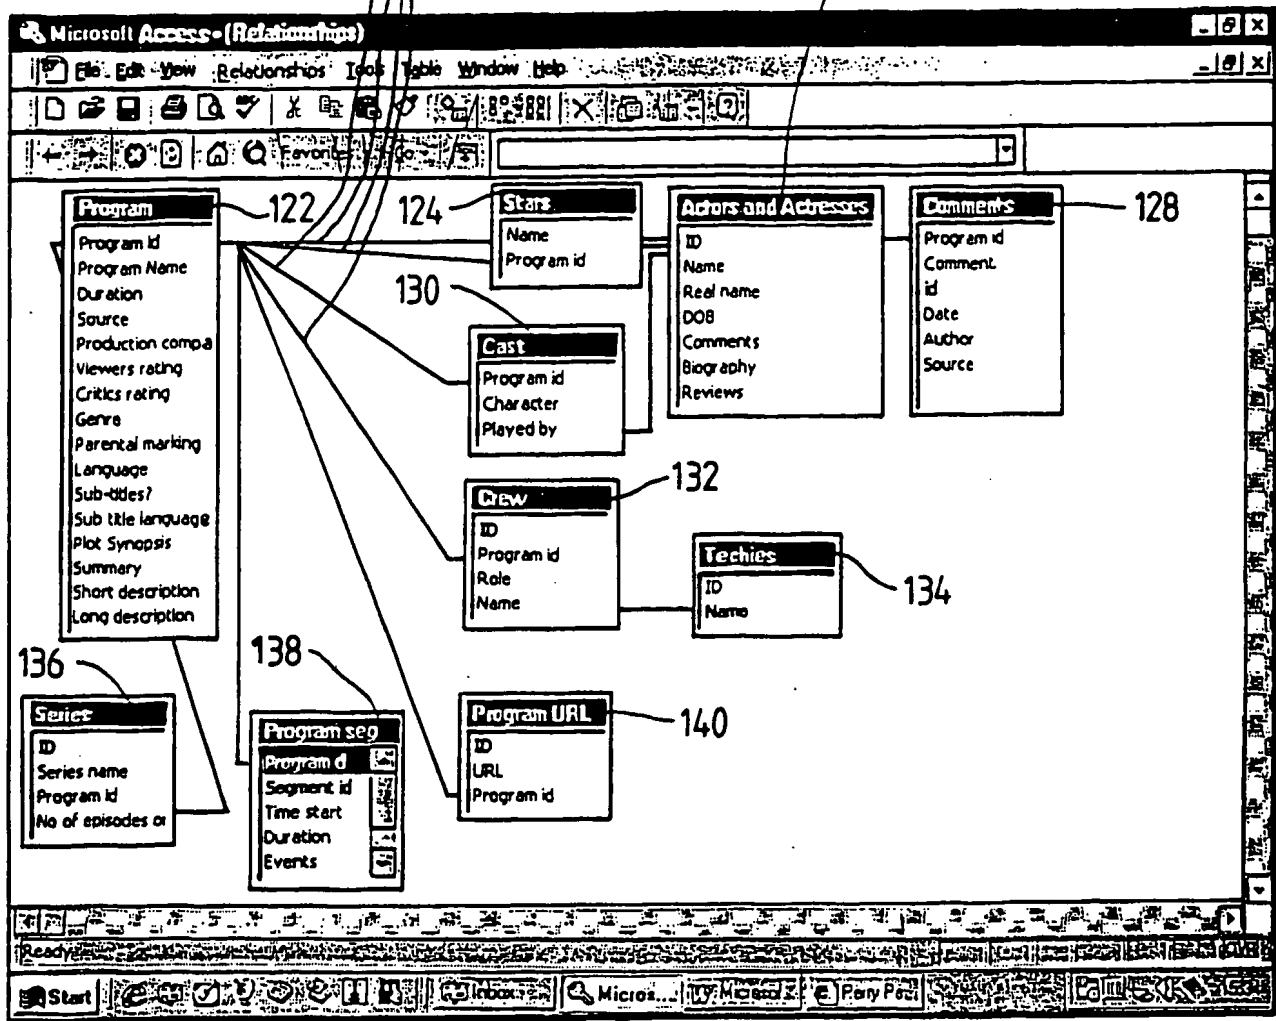 Microsoft Access - (Relationships)
File Edit View Relationships Tools Table Window Help
Program
Program id
Program Name
Duration
Source
Production compa
Viewers rating
Critics rating
Genre
Parental marking
Language
Sub-titles?
Sub title language
Plot Synopsis
Summary
Short description
Long description
122
124
Stars
Name
Program id
Actors and Actresses
ID
Name
Real name
DOB
Comments
Biography
Reviews
Comments
Program id
Comment
id
Date
Author
Source
128
130
Cast
Program id
Character
Played by
132
Crew
ID
Program id
Role
Name
Techies
ID
Name
134
136
Series
ID
Series name
Program id
No of episodes or
138
Program seg
Program d
Segment id
Time start
Duration
Events
Program URL
ID
URL
Program id
140
Ready
Start
Inbox
Micros...